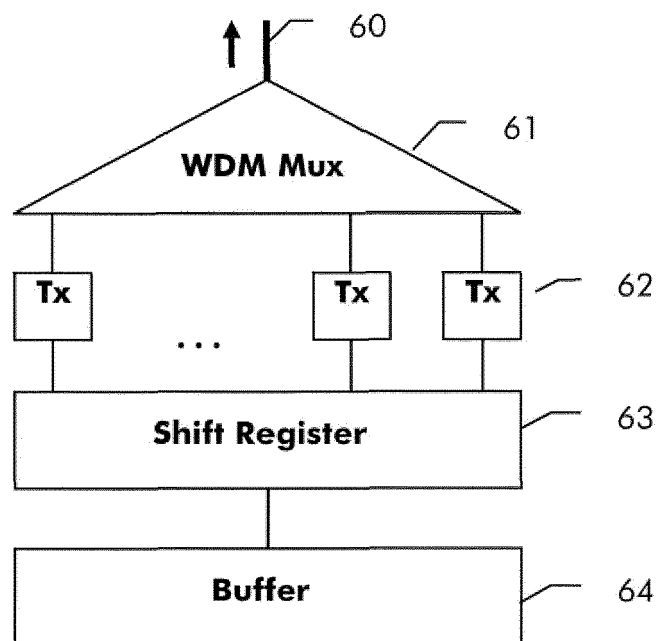 60
61
WDM Mux
Tx Tx Tx 62
...
Shift Register 63
Buffer 64